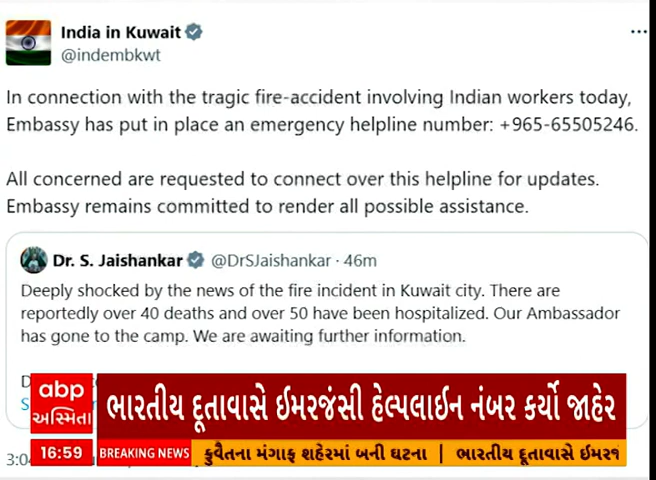 India in Kuwait
@indembkwt
In connection with the tragic fire-accident involving Indian workers today,
Embassy has put in place an emergency helpline number: +965-65505246.
All concerned are requested to connect over this helpline for updates.
Embassy remains committed to render all possible assistance.
Dr. S. Jaishankar @DrSJaishankar · 46m
Deeply shocked by the news of the fire incident in Kuwait city. There are
reportedly over 40 deaths and over 50 have been hospitalized. Our Ambassador
has gone to the camp. We are awaiting further information.
abp
અસ્મિતા
ભારતીય દૂતાવાસે ઈમરજંસી હેલ્પલાઈન નંબર કર્યો જાહેર
16:59
BREAKING NEWS
કુવૈતના મંગાફ શહેરમાં બની ઘટના | ભારતીય દૂતાવાસે